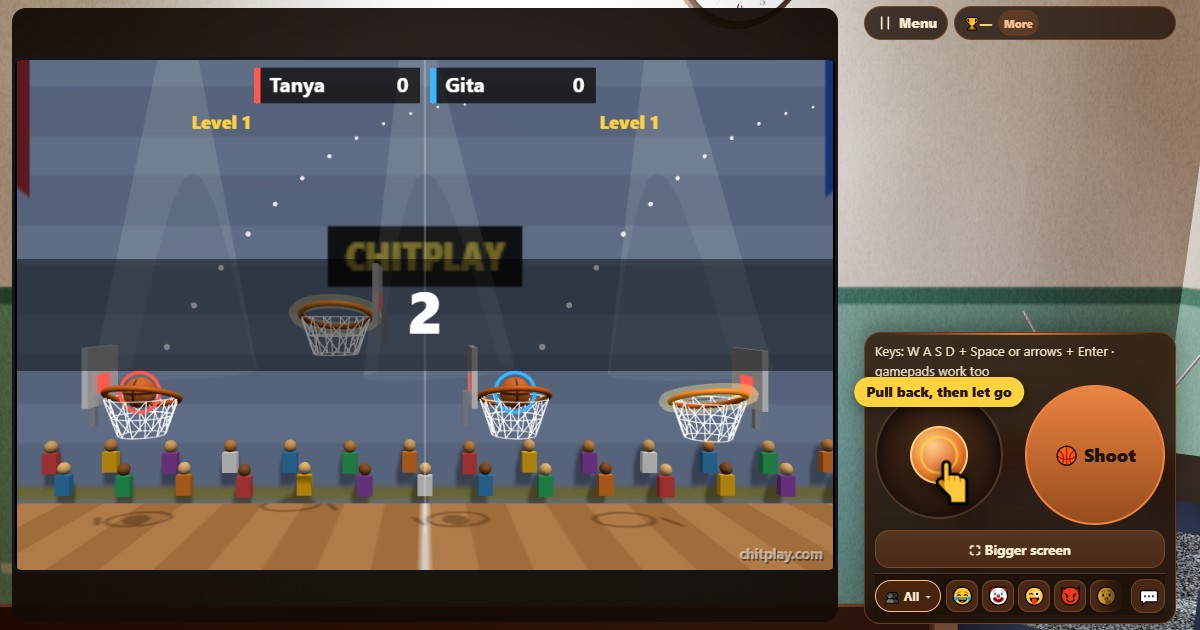 Menu
🏆— More
Tanya 0
Gita 0
Level 1
Level 1
CHITPLAY
2
chitplay.com
Keys: W A S D + Space or arrows + Enter ·
gamepads work too
Pull back, then let go
Shoot
Bigger screen
All